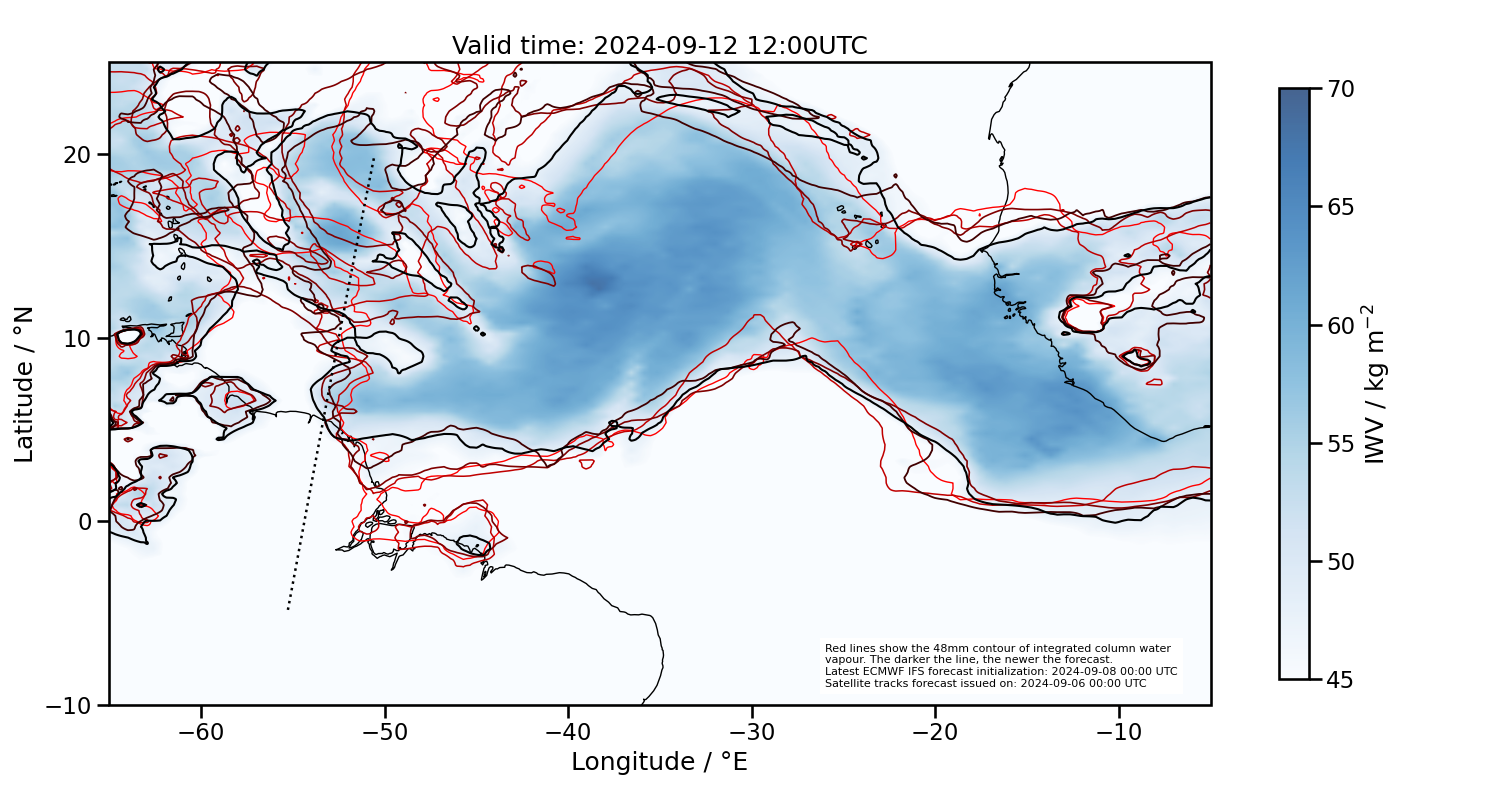 Valid time: 2024-09-12 12:00UTC
Latitude / °N
20
10
0
−10
−60
−50
−40
−30
−20
−10
Longitude / °E
Red lines show the 48mm contour of integrated column water
vapour. The darker the line, the newer the forecast.
Latest ECMWF IFS forecast initialization: 2024-09-08 00:00 UTC
Satellite tracks forecast issued on: 2024-09-06 00:00 UTC
70
65
60
55
50
45
IWV / kg m⁻²